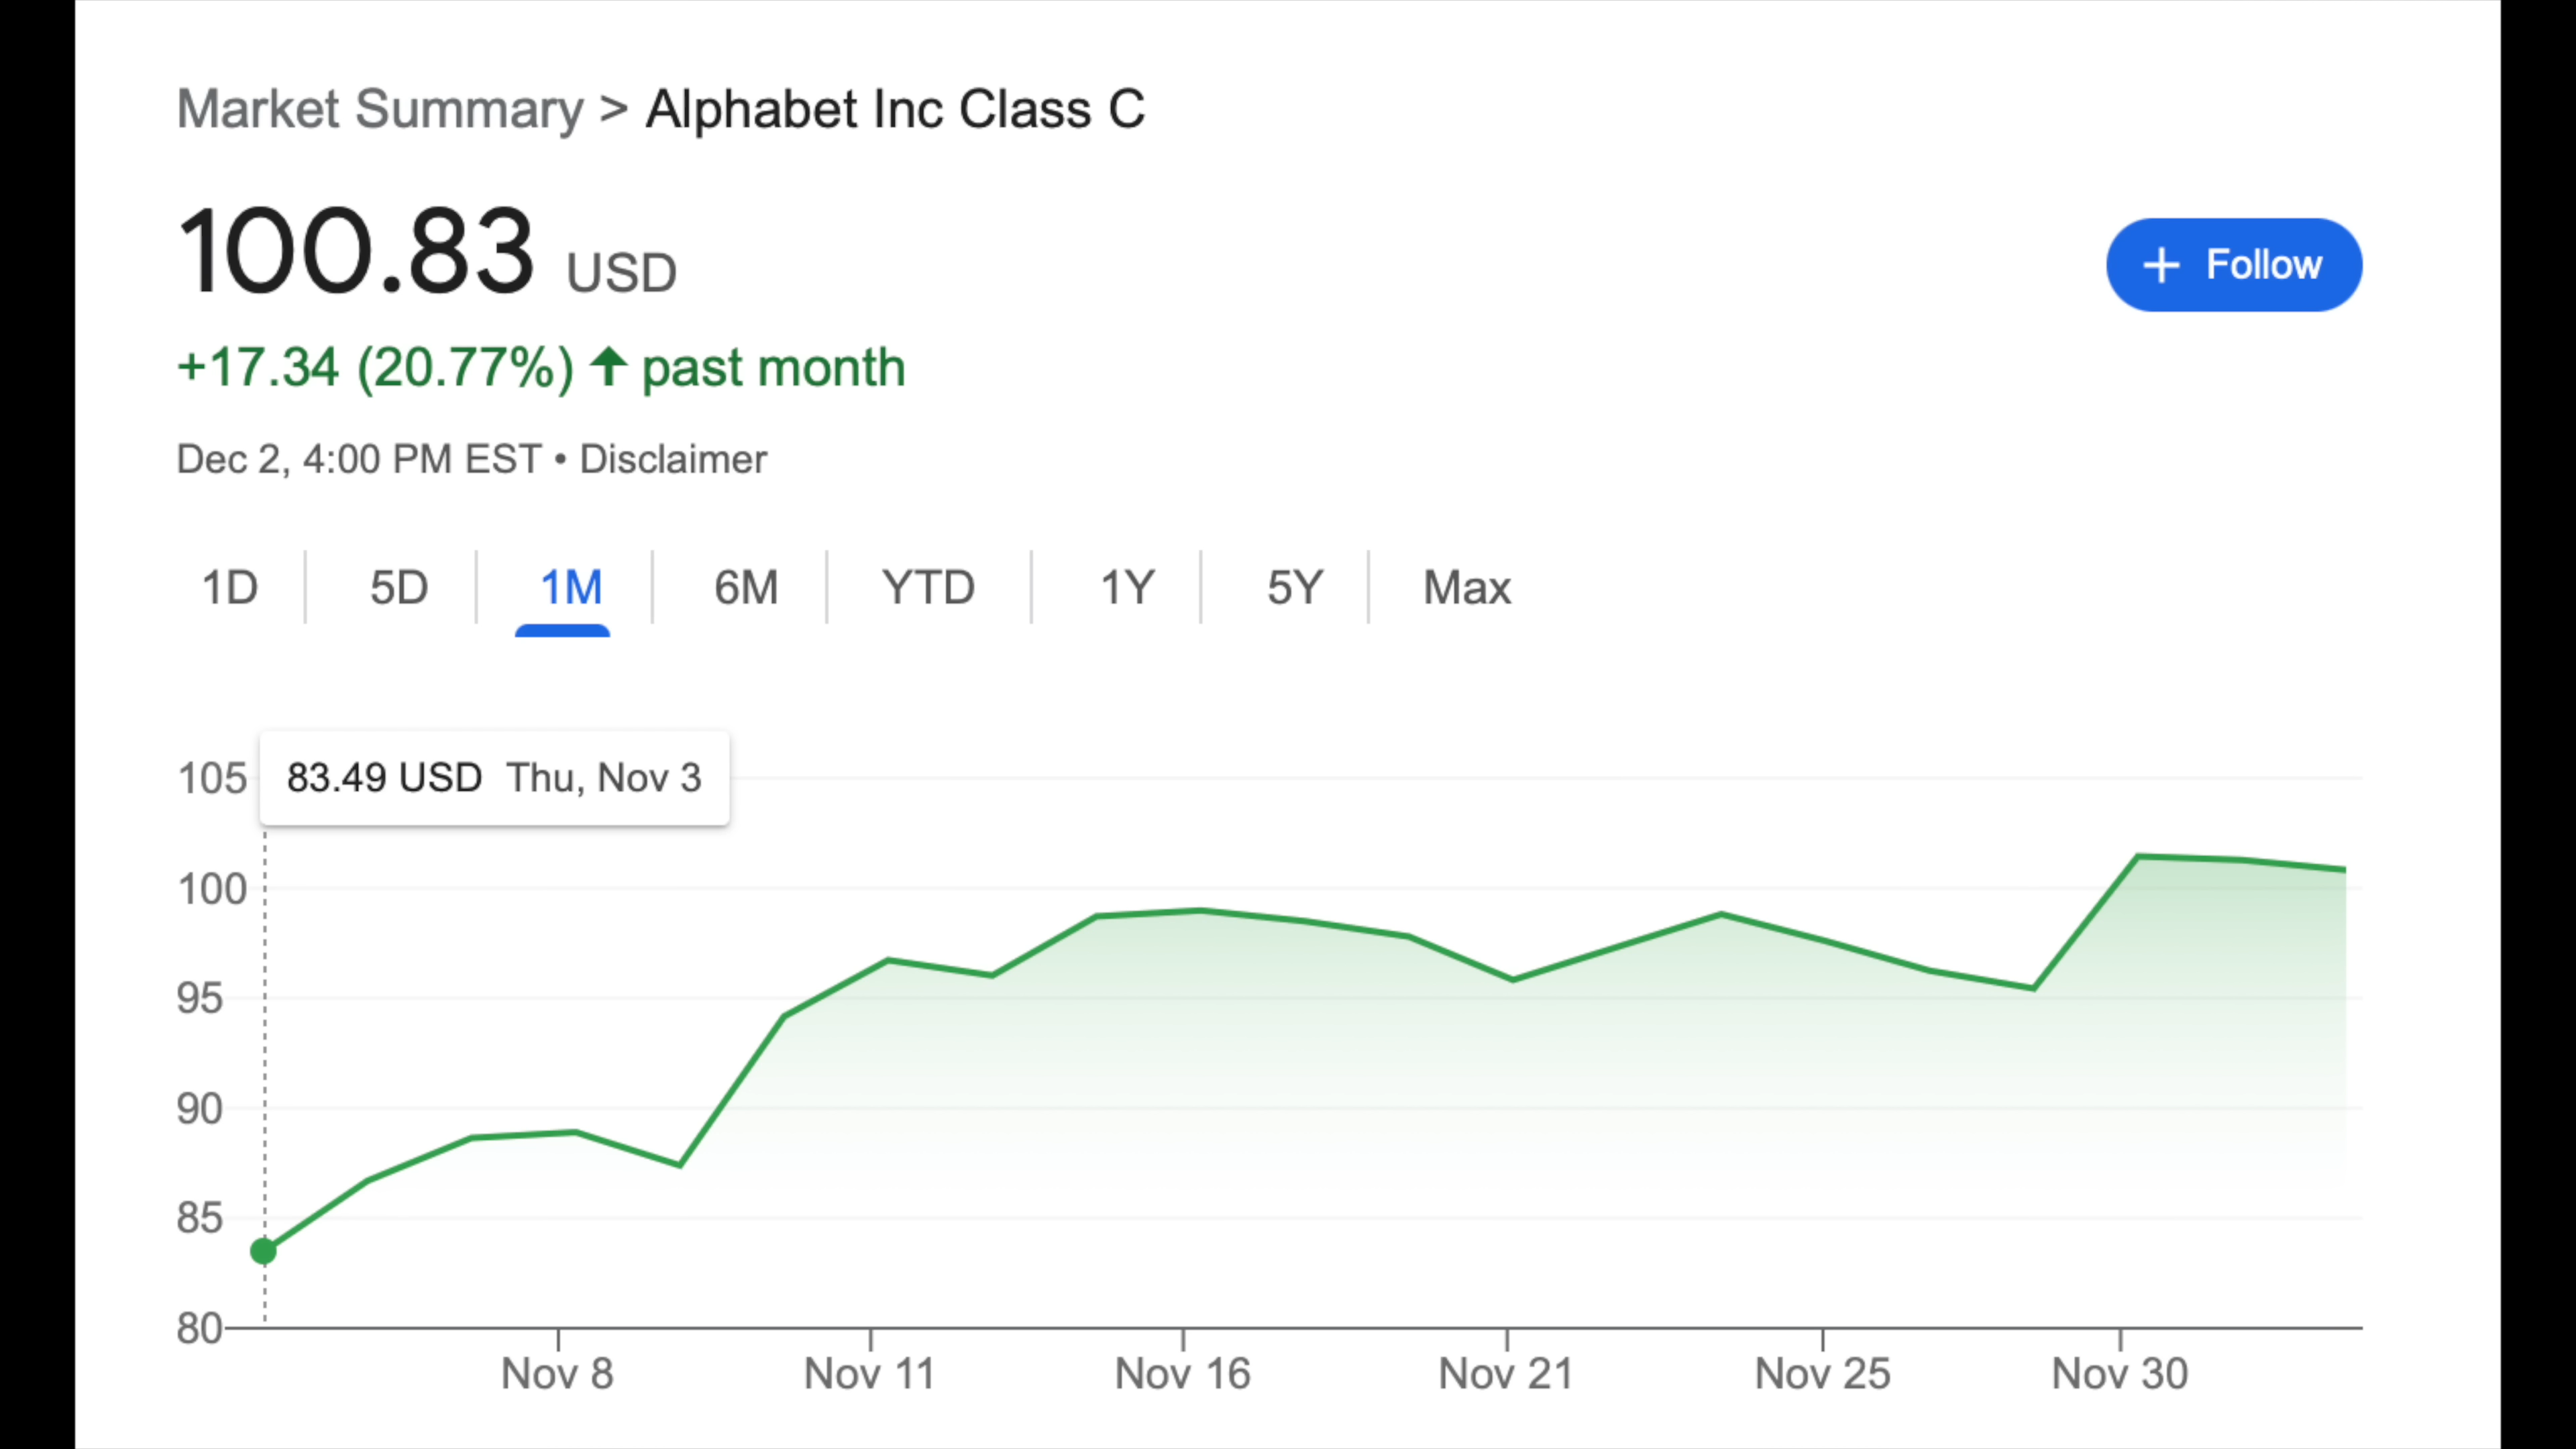 Market Summary > Alphabet Inc Class C
100.83 USD
+ Follow
+17.34 (20.77%) ↑ past month
Dec 2, 4:00 PM EST • Disclaimer
1D 5D 1M 6M YTD 1Y 5Y Max
105
83.49 USD Thu, Nov 3
100
95
90
85
80
Nov 8 Nov 11 Nov 16 Nov 21 Nov 25 Nov 30